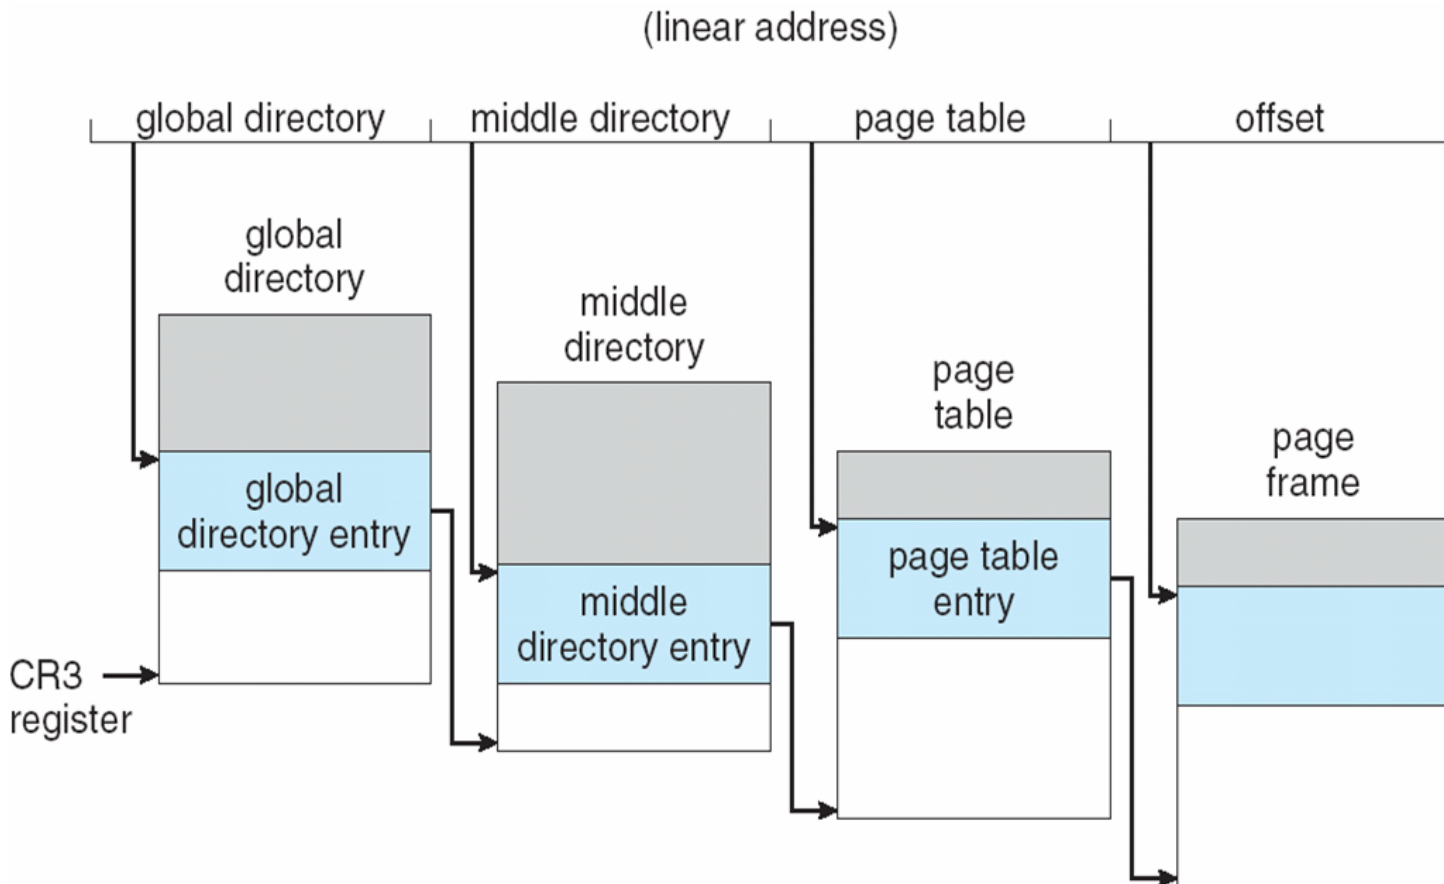 (linear address)
global directory
middle directory
page table
offset
global
directory
global
directory entry
CR3
register
middle
directory
middle
directory entry
page
table
page table
entry
page
frame